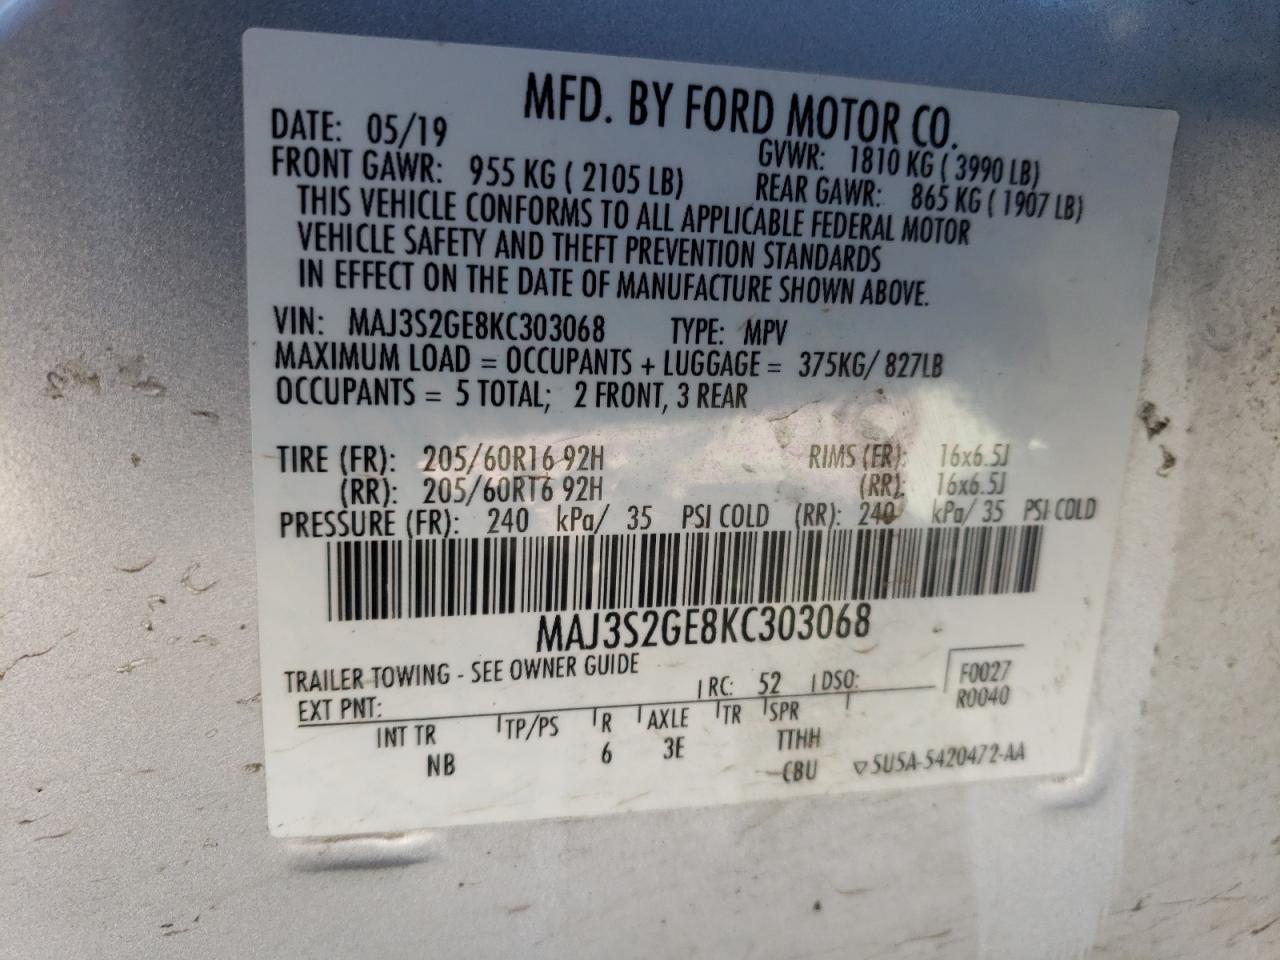 MFD. BY FORD MOTOR CO.
DATE: 05/19 GVWR: 1810 KG ( 3990 LB)
FRONT GAWR: 955 KG ( 2105 LB) REAR GAWR: 865 KG ( 1907 LB)
THIS VEHICLE CONFORMS TO ALL APPLICABLE FEDERAL MOTOR
VEHICLE SAFETY AND THEFT PREVENTION STANDARDS
IN EFFECT ON THE DATE OF MANUFACTURE SHOWN ABOVE.
VIN: MAJ3S2GE8KC303068 TYPE: MPV
MAXIMUM LOAD = OCCUPANTS + LUGGAGE = 375KG/ 827LB
OCCUPANTS = 5 TOTAL; 2 FRONT, 3 REAR
TIRE (FR): 205/60R16 92H RIMS (FR): 16x6.5J
(RR): 205/60R16 92H (RR): 16x6.5J
PRESSURE (FR): 240 kPa/ 35 PSI COLD (RR): 240 kPa/ 35 PSI COLD
MAJ3S2GE8KC303068
TRAILER TOWING - SEE OWNER GUIDE
EXT PNT: RC: 52 DSO: F0027
R0040
INT TR TP/PS R AXLE TR SPR
NB 6 3E TTHH
CBU ▽5U5A-5420472-AA